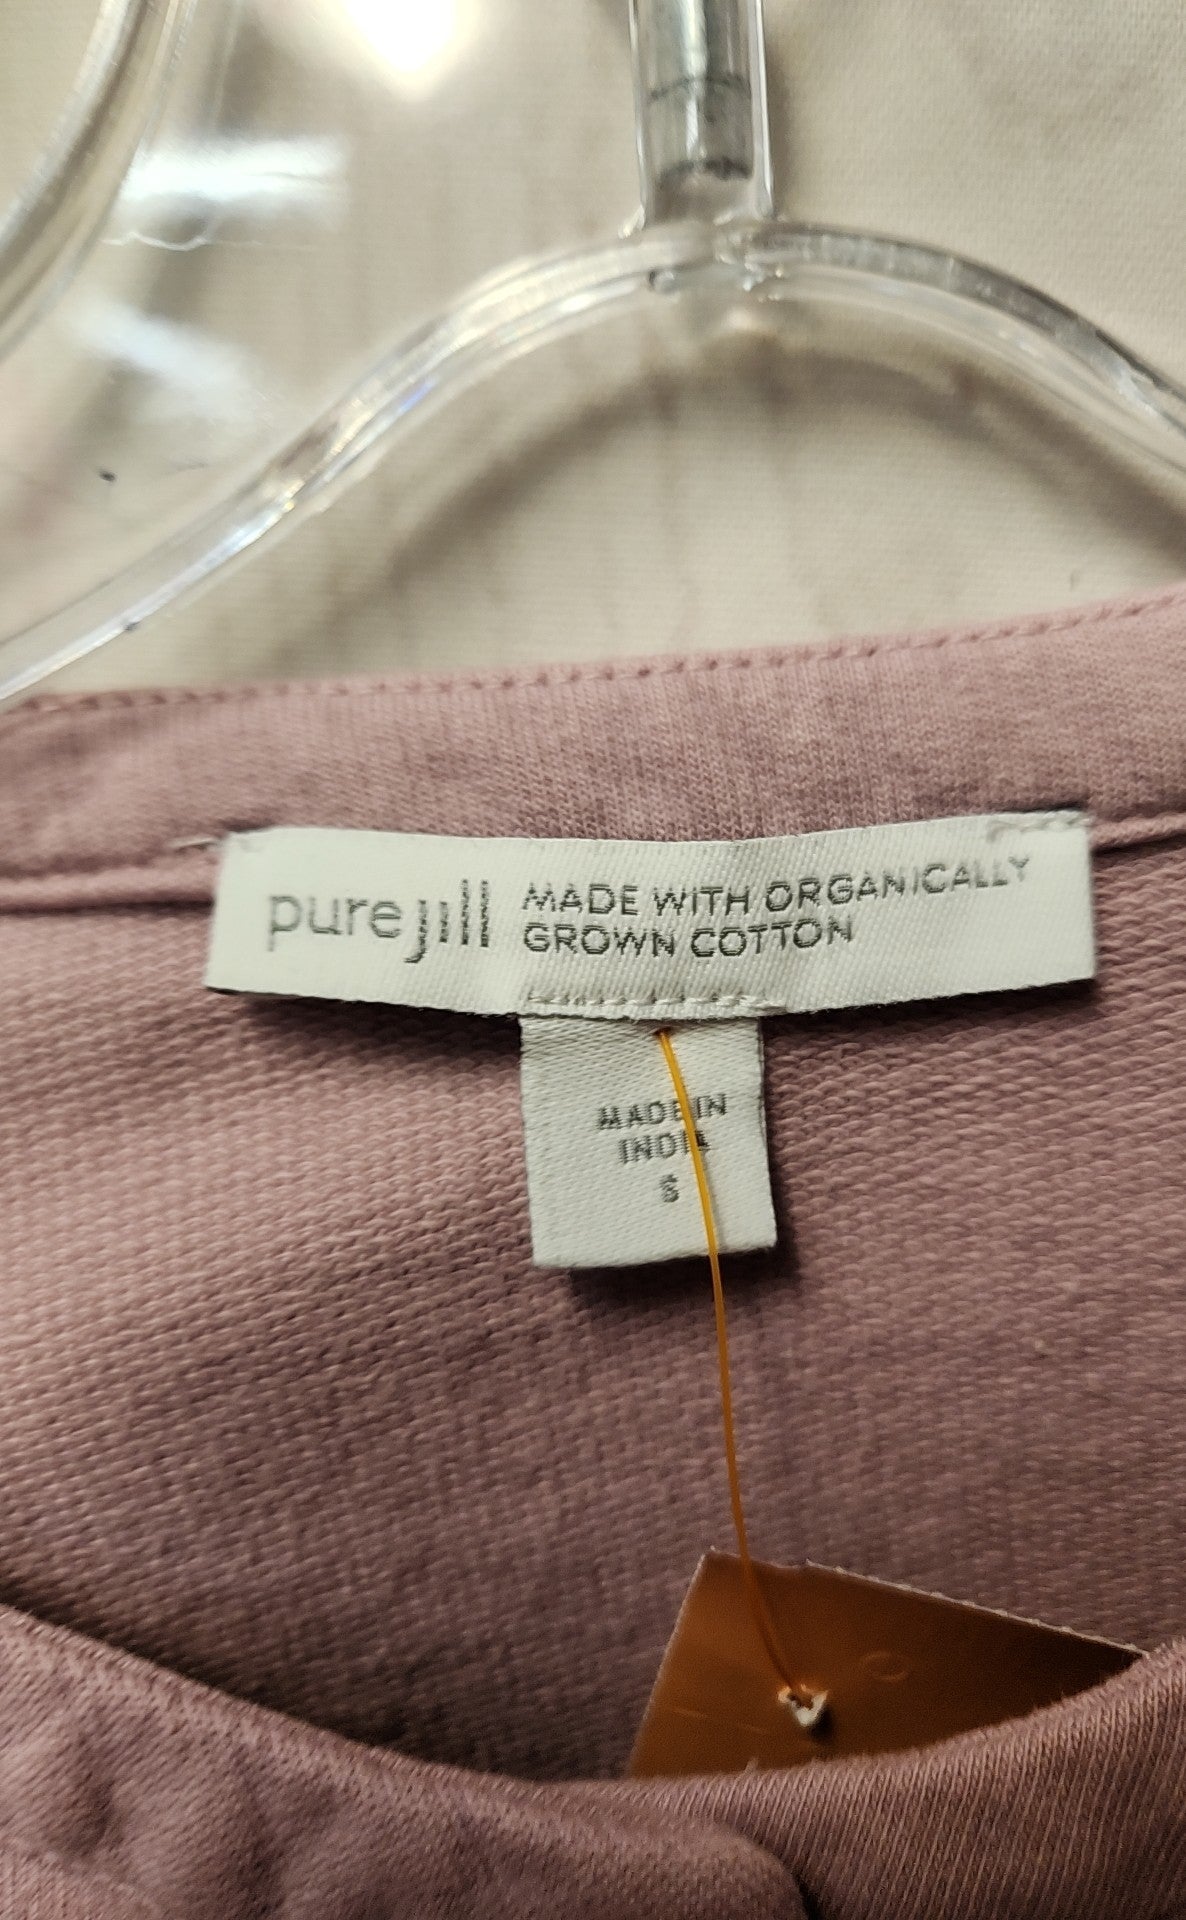 pure jill
MADE WITH ORGANICALLY
GROWN COTTON
MADE IN
INDIA
S